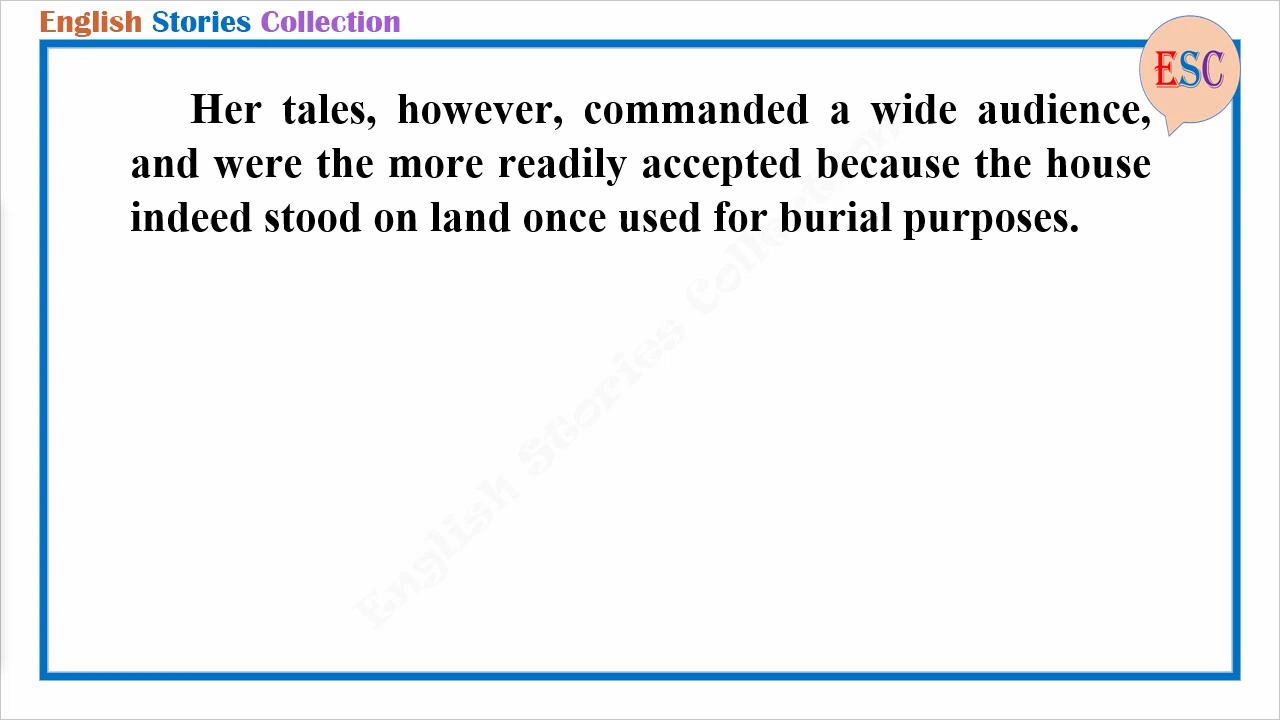 English Stories Collection
ESC
Her tales, however, commanded a wide audience,
and were the more readily accepted because the house
indeed stood on land once used for burial purposes.
English Stories Collection